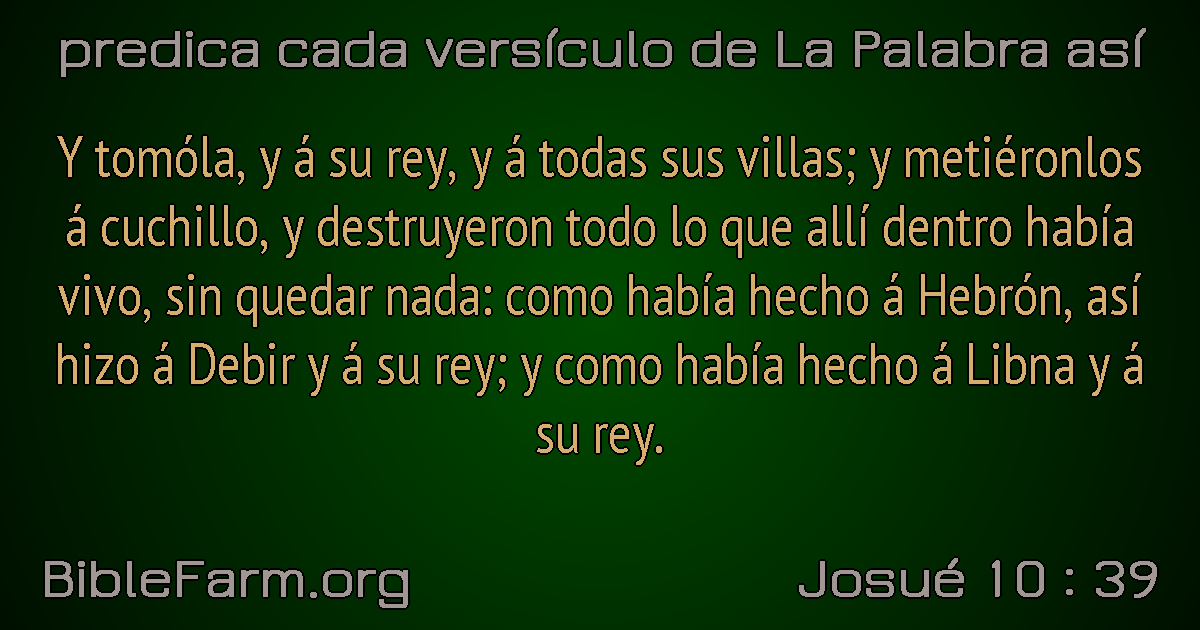 predica cada versículo de La Palabra así
Y tomóla, y á su rey, y á todas sus villas; y metiéronlos
á cuchillo, y destruyeron todo lo que allí dentro había
vivo, sin quedar nada: como había hecho á Hebrón, así
hizo á Debir y á su rey; y como había hecho á Libna y á
su rey.
BibleFarm.org
Josué 10 : 39